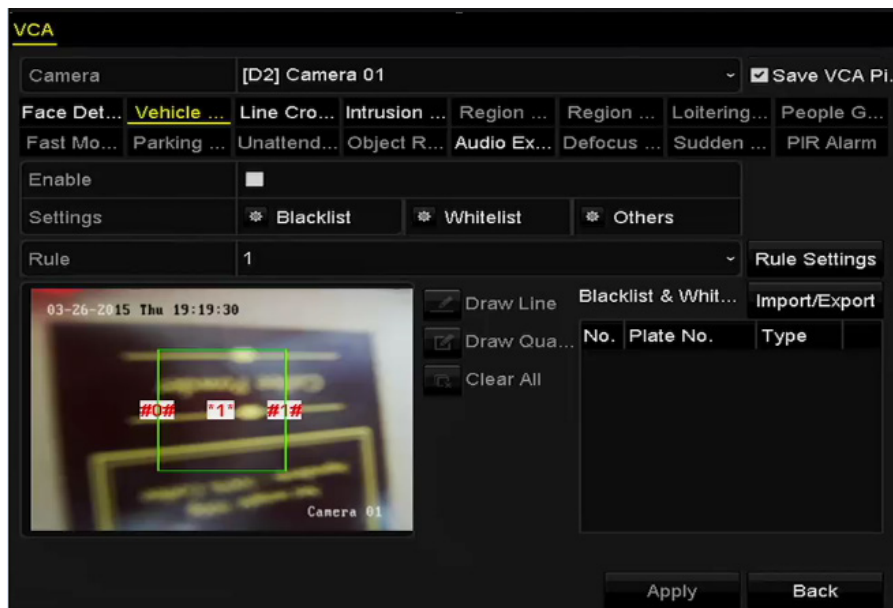 VCA
Camera [D2] Camera 01 Save VCA Pi.
Face Det... Vehicle ... Line Cro... Intrusion ... Region ... Region ... Loitering... People G...
Fast Mo... Parking ... Unattend... Object R... Audio Ex... Defocus ... Sudden ... PIR Alarm
Enable
Settings Blacklist Whitelist Others
Rule 1 Rule Settings
03-26-2015 Thu 19:19:30 Draw Line Blacklist & Whit... Import/Export
Draw Qua... No. Plate No. Type
Clear All
#0# *1* #1#
Camera 01
Apply Back